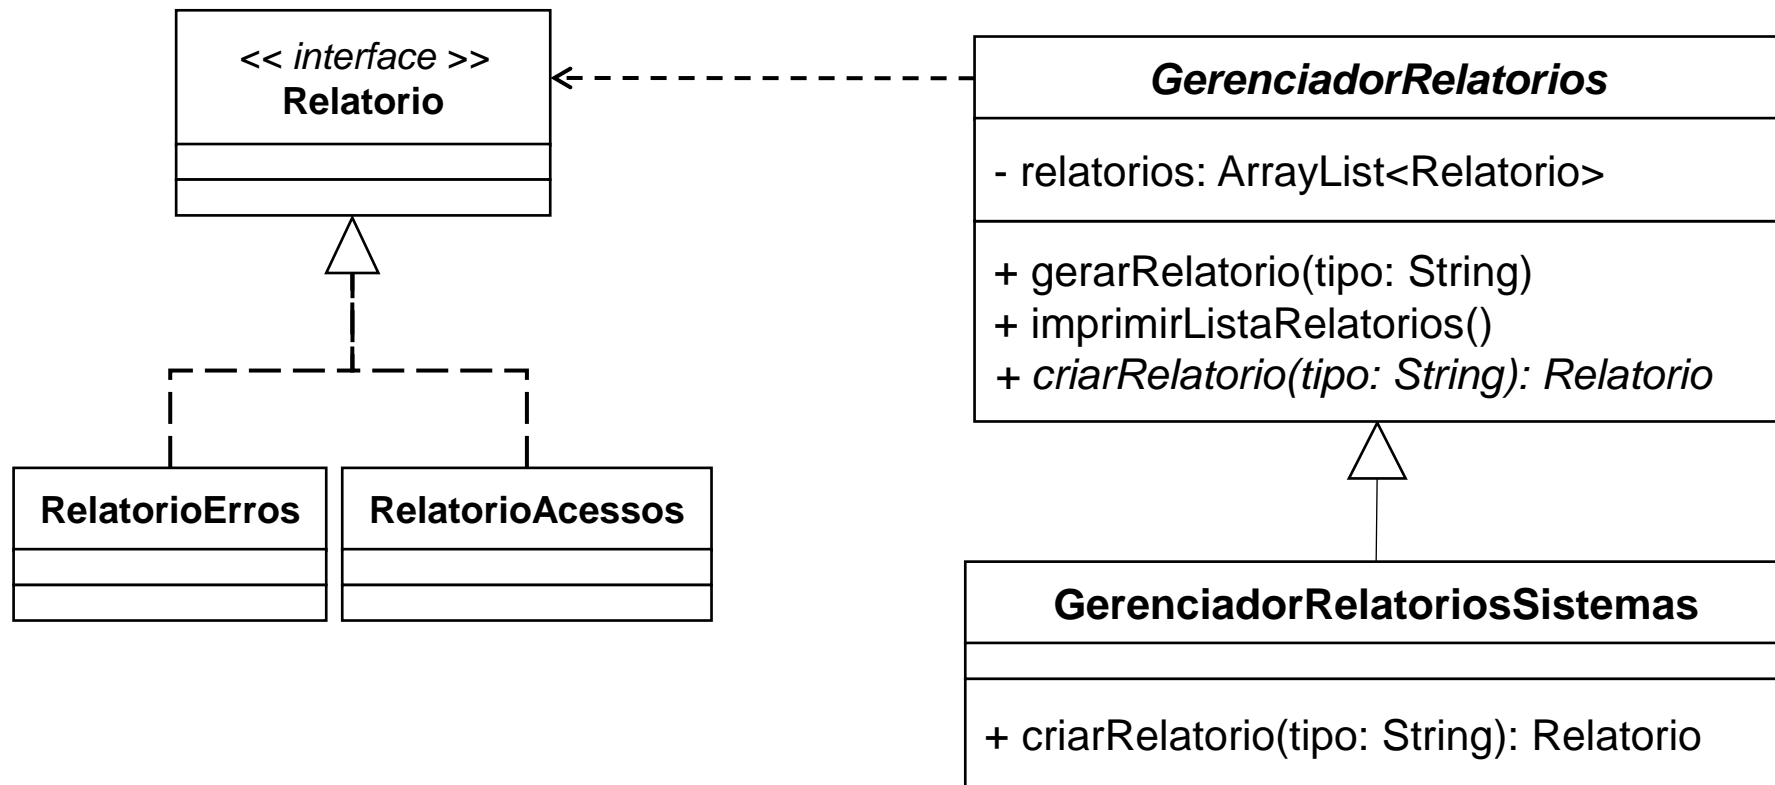 << interface >>
Relatorio
GerenciadorRelatorios
- relatorios: ArrayList<Relatorio>
+ gerarRelatorio(tipo: String)
+ imprimirListaRelatorios()
+ criarRelatorio(tipo: String): Relatorio
RelatorioErros
RelatorioAcessos
GerenciadorRelatoriosSistemas
+ criarRelatorio(tipo: String): Relatorio